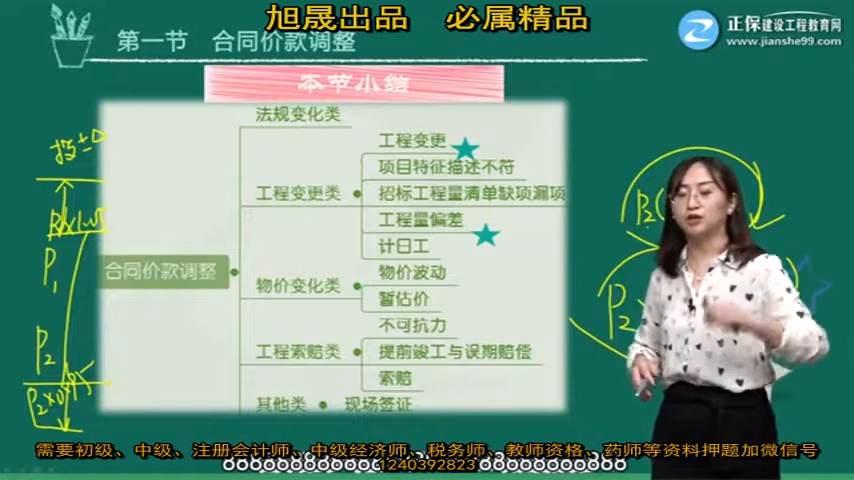 旭晟出品 必属精品
正保建设工程教育网
www.jianshe99.com
第一节 合同价款调整
本节小结
法规变化类
工程变更
项目特征描述不符
工程变更类
招标工程量清单缺项漏项
工程量偏差
计日工
合同价款调整
物价变化类
物价波动
暂估价
不可抗力
工程索赔类
提前竣工与误期赔偿
索赔
其他类
现场签证
P1
P2
P2
需要初级、中级、注册会计师、中级经济师、税务师、教师资格、药师等资料押题加微信号
1240392823